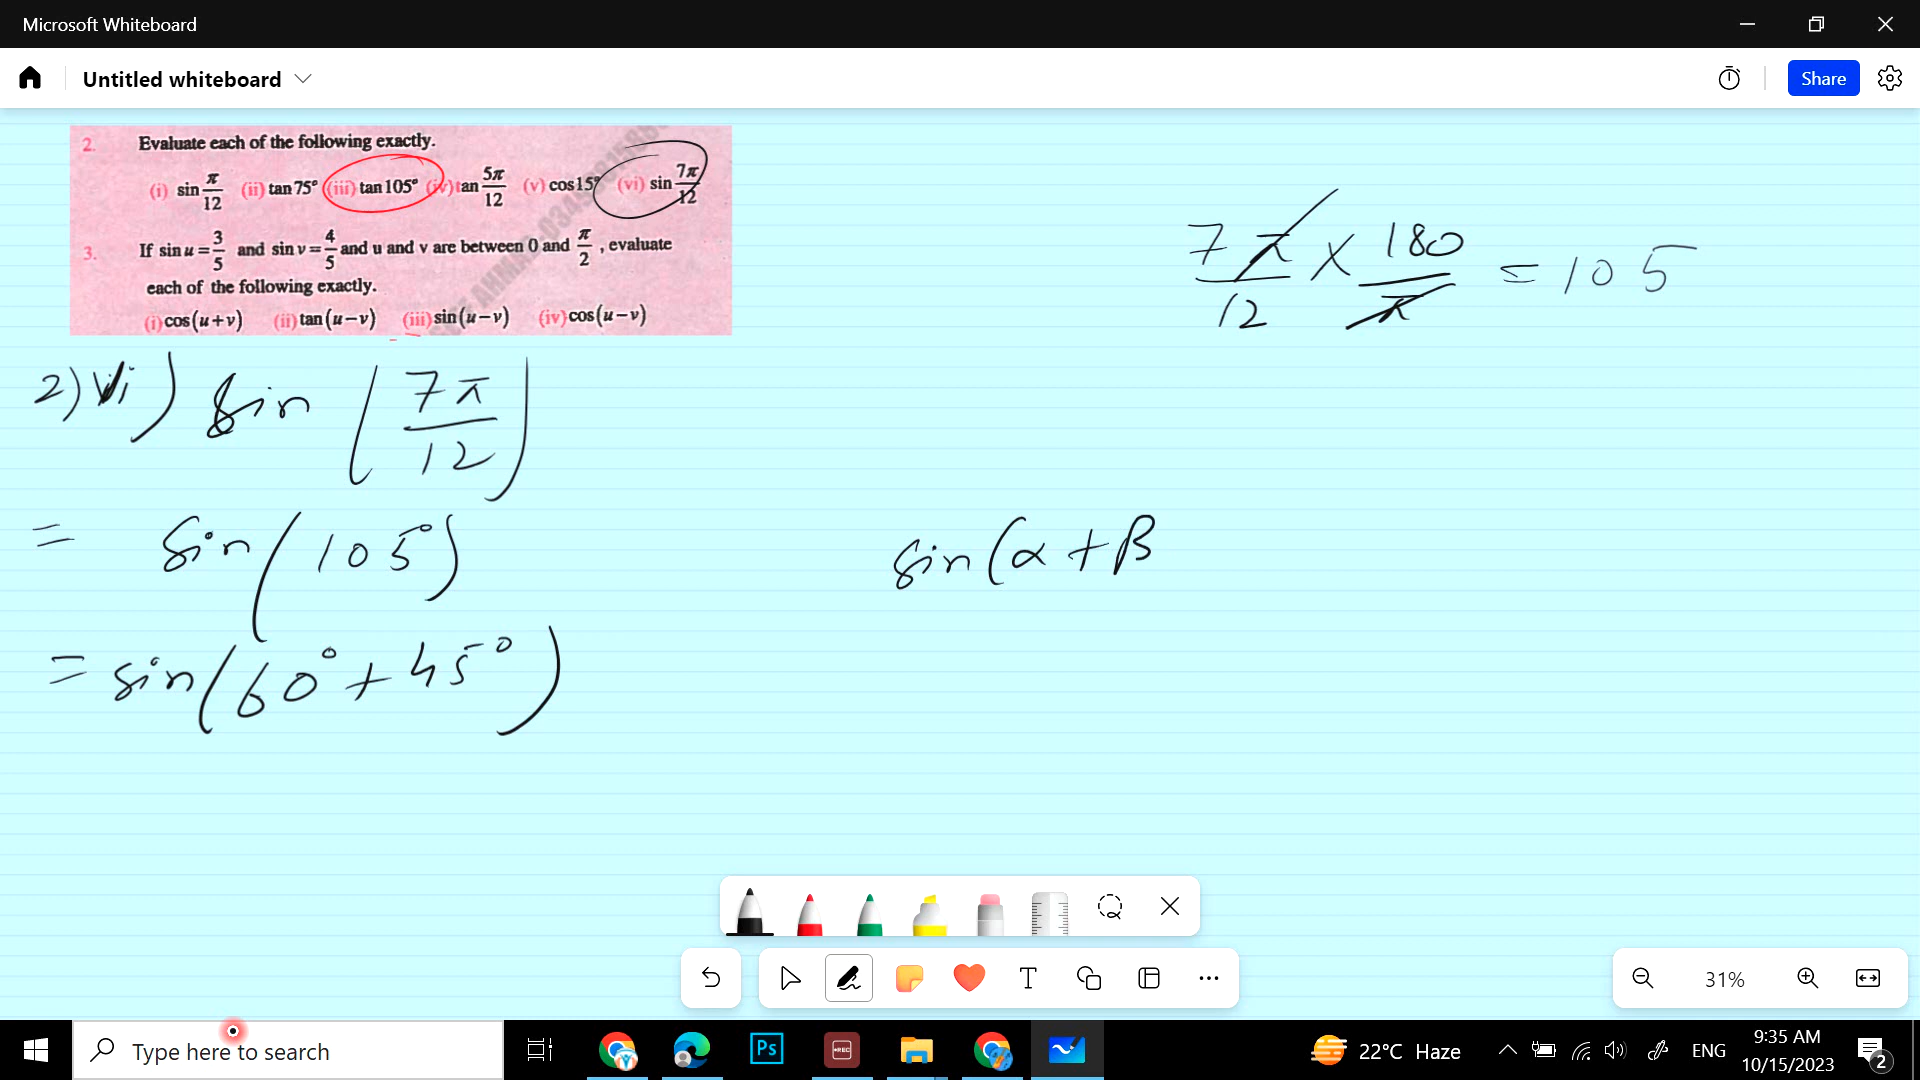 Microsoft Whiteboard
Untitled whiteboard
Share
2. Evaluate each of the following exactly.
(i) sin π/12 (ii) tan 75° (iii) tan 105° (iv) tan 5π/12 (v) cos 15° (vi) sin 7π/12
3. If sin u = 3/5 and sin v = 4/5 and u and v are between 0 and π/2 , evaluate
each of the following exactly.
(i) cos(u+v) (ii) tan(u−v) (iii) sin(u−v) (iv) cos(u−v)
7π/12 × 180/π = 105
2) vi) sin (7π/12)
= sin (105°)
sin(α + β
= sin(60° + 45°)
31%
Type here to search
Ps
REC
22°C Haze
ENG
9:35 AM
10/15/2023
2